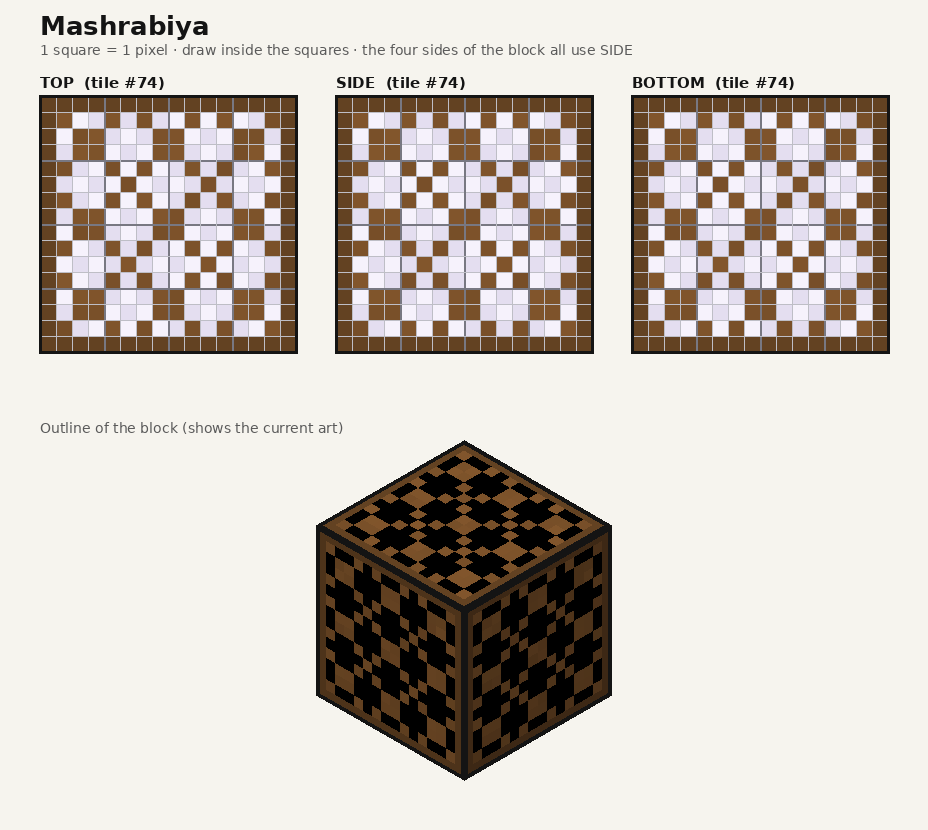 Mashrabiya
1 square = 1 pixel · draw inside the squares · the four sides of the block all use SIDE
TOP (tile #74)
SIDE (tile #74)
BOTTOM (tile #74)
Outline of the block (shows the current art)